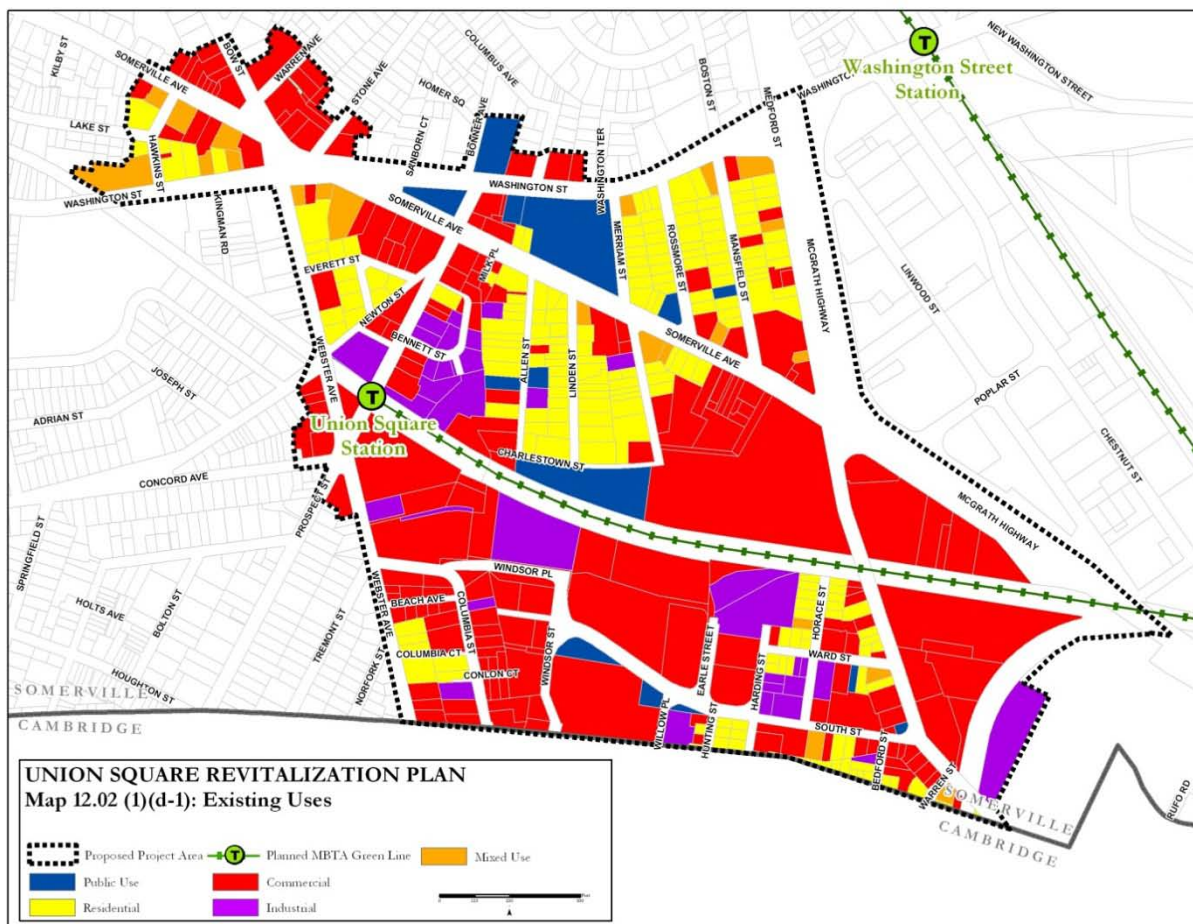 NEW WASHINGTON STREET
Washington Street
Station
WASHINGTON
MEDFORD ST
BOSTON ST
COLUMBUS AVE
HOMER SQ
STONE AVE
WARREN AVE
BOW ST
SOMERVILLE AVE
KILBY ST
LAKE ST
HAWKINS ST
WASHINGTON ST
KINGMAN RD
SANBORN CT
BONNER AVE
WASHINGTON TER
WASHINGTON ST
SOMERVILLE AVE
MERRIAM ST
ROSSMORE ST
MANSFIELD ST
MCGRATH HIGHWAY
LINWOOD ST
POPLAR ST
CHESTNUT ST
EVERETT ST
NEWTON ST
MILK PL
BENNETT ST
ALLEN ST
LINDEN ST
SOMERVILLE AVE
WEBSTER AVE
JOSEPH ST
ADRIAN ST
Union Square
Station
CHARLESTOWN ST
CONCORD AVE
PROSPECT ST
MCGRATH HIGHWAY
SPRINGFIELD ST
HOLTS AVE
BOLTON ST
TREMONT ST
HOUGHTON ST
NORFORK ST
WEBSTER AVE
WINDSOR PL
BEACH AVE
COLUMBIA ST
COLUMBIA CT
CONLON CT
WINDSOR ST
EARLE STREET
HORACE ST
WARD ST
HARDING ST
SOUTH ST
WILLOW PL
HUNTING ST
BEDFORD ST
WARREN ST
SOMERVILLE
CAMBRIDGE
SOMERVILLE
CAMBRIDGE
RUFO RD
UNION SQUARE REVITALIZATION PLAN
Map 12.02 (1)(d-1): Existing Uses
Proposed Project Area
Planned MBTA Green Line
Mixed Use
Public Use
Commercial
Residential
Industrial